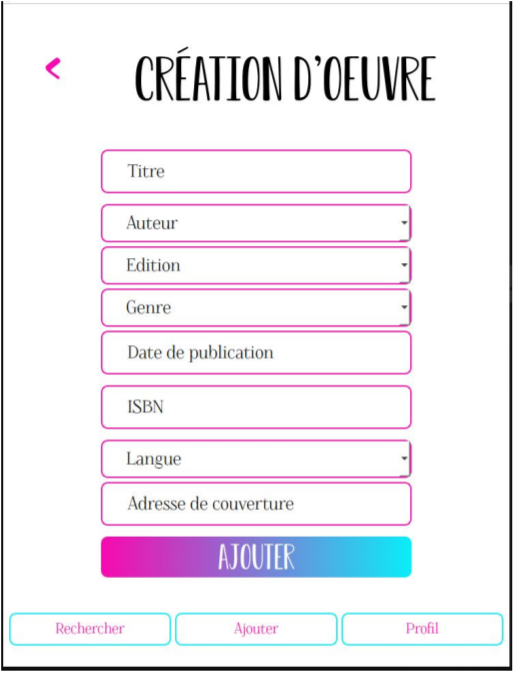 CRÉATION D'OEUVRE
Titre
Auteur
Edition
Genre
Date de publication
ISBN
Langue
Adresse de couverture
AJOUTER
Rechercher
Ajouter
Profil